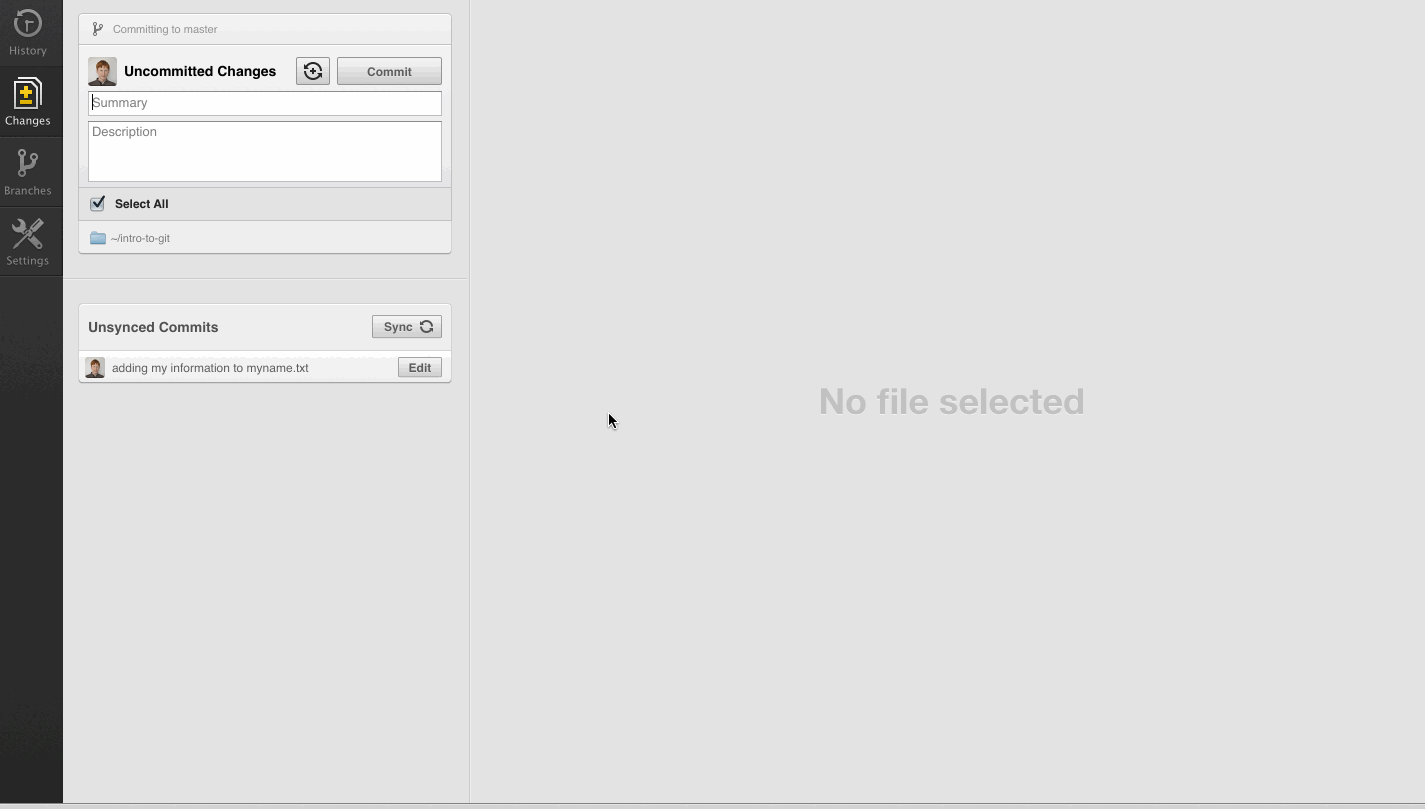 History
Changes
Branches
Settings
Committing to master
Uncommitted Changes
Commit
Summary
Description
Select All
~/intro-to-git
Unsynced Commits
Sync
adding my information to myname.txt
Edit
No file selected